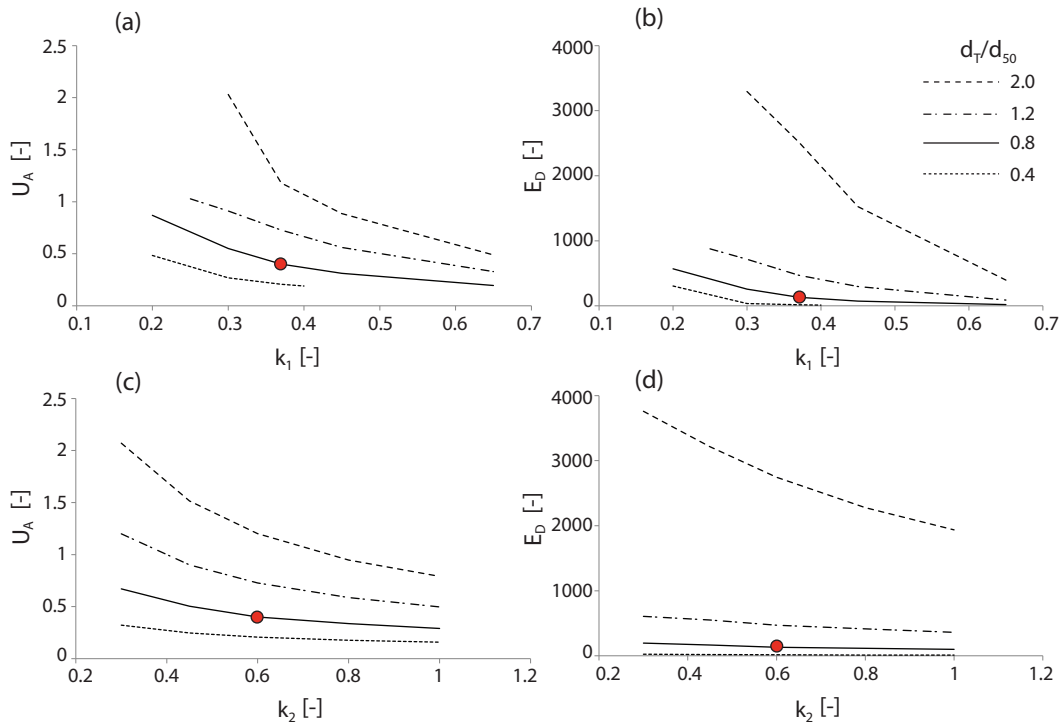 (a)
2.5
2
1.5
1
0.5
0
U_A [-]
0.1 0.2 0.3 0.4 0.5 0.6 0.7
k_1 [-]
(b)
4000
3000
2000
1000
0
E_D [-]
0.1 0.2 0.3 0.4 0.5 0.6 0.7
k_1 [-]
d_T/d_50
2.0
1.2
0.8
0.4
(c)
2.5
2
1.5
1
0.5
0
U_A [-]
0.2 0.4 0.6 0.8 1 1.2
k_2 [-]
(d)
4000
3000
2000
1000
0
E_D [-]
0.2 0.4 0.6 0.8 1 1.2
k_2 [-]